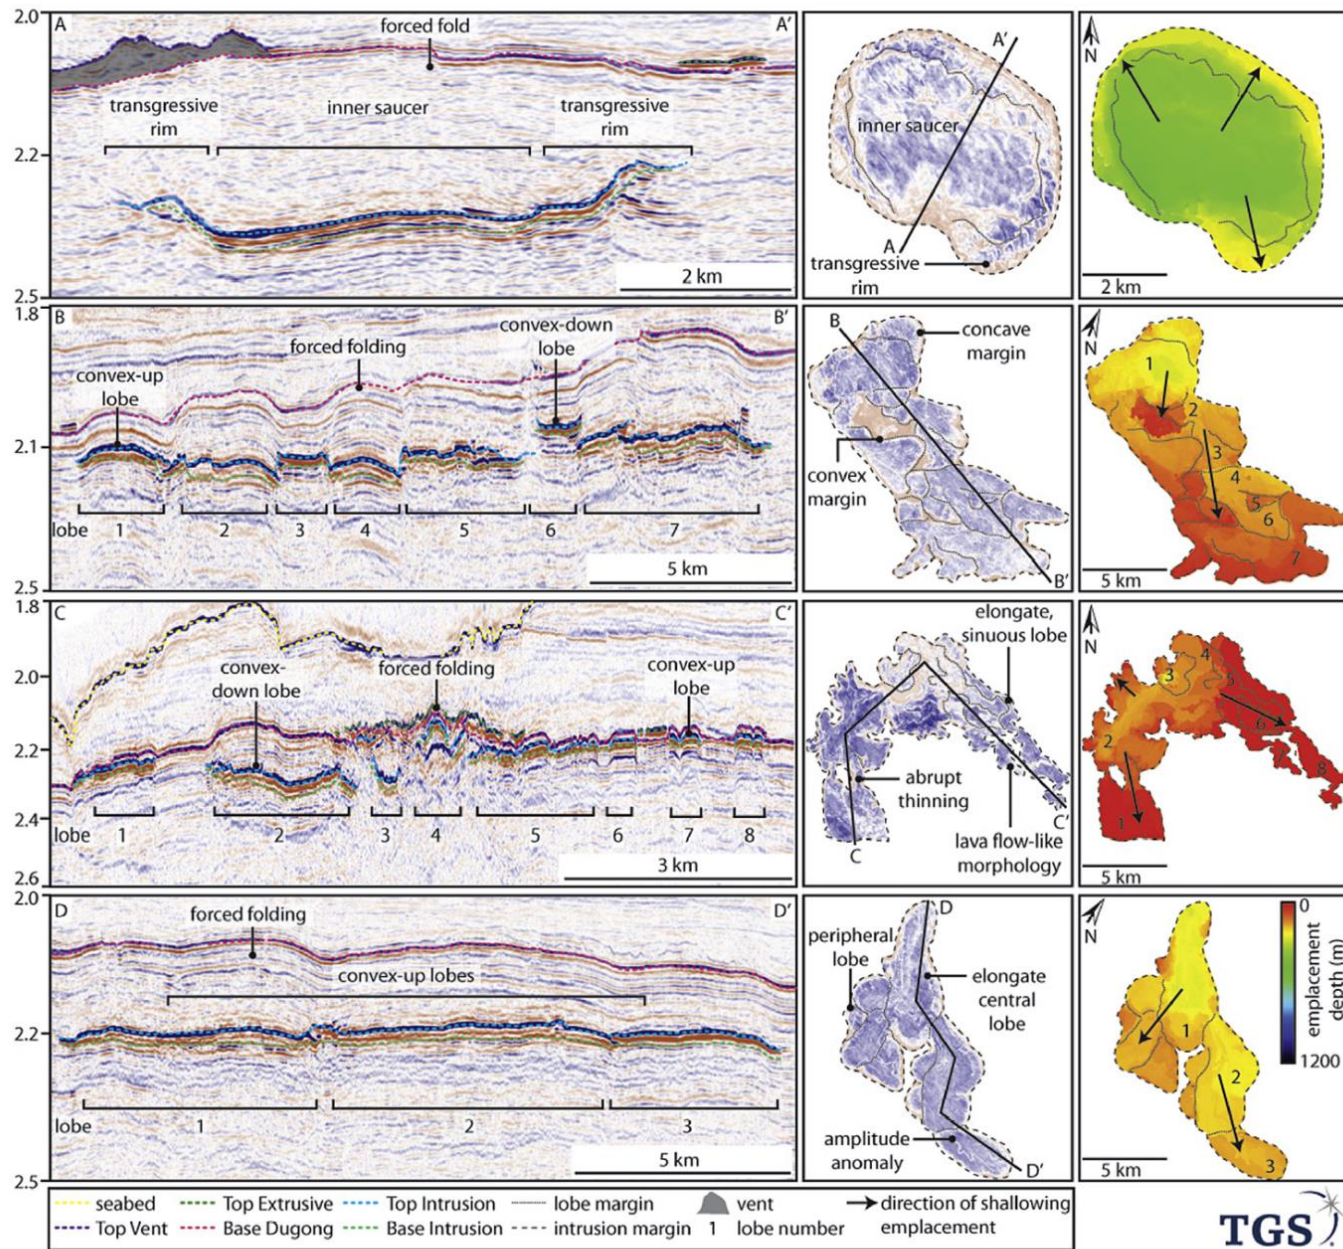 2.0
A
forced fold
A'
transgressive
rim
inner saucer
transgressive
rim
2.2
2 km
2.5
A'
inner saucer
A
transgressive
rim
N
2 km
1.8
B
B'
forced folding
convex-down
lobe
convex-up
lobe
2.1
lobe
1
2
3
4
5
6
7
5 km
2.5
B
concave
margin
convex
margin
B'
N
1
2
3
4
5
6
7
5 km
1.8
C
C'
2.0
convex-
down lobe
forced folding
convex-up
lobe
2.2
2.4
lobe
1
2
3
4
5
6
7
8
3 km
2.6
elongate,
sinuous lobe
abrupt
thinning
C'
C
lava flow-like
morphology
N
4
3
5
6
2
7
8
1
5 km
2.0
D
D'
forced folding
convex-up lobes
2.2
lobe
1
2
3
5 km
2.5
D
peripheral
lobe
elongate
central
lobe
amplitude
anomaly
D'
N
0
emplacement
depth (m)
1200
1
2
3
5 km
seabed
Top Extrusive
Top Intrusion
lobe margin
vent
direction of shallowing
emplacement
Top Vent
Base Dugong
Base Intrusion
intrusion margin
1 lobe number
TGS